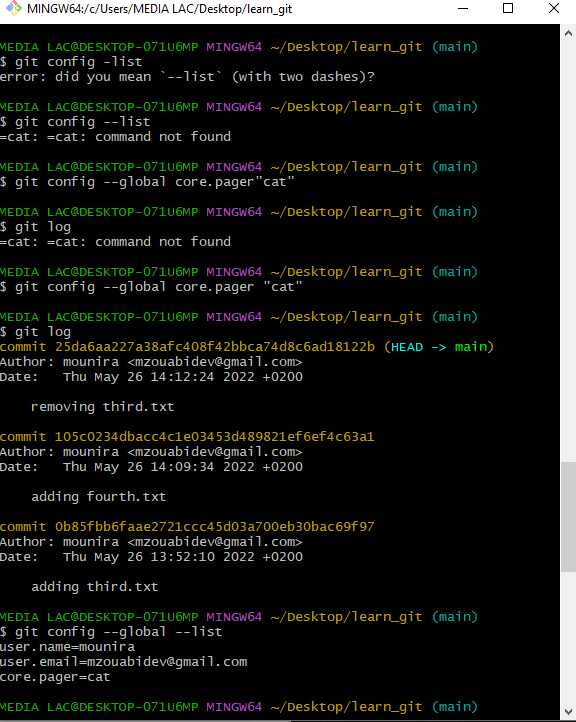 MINGW64:/c/Users/MEDIA LAC/Desktop/learn_git
MEDIA LAC@DESKTOP-071U6MP MINGW64 ~/Desktop/learn_git (main)
$ git config -list
error: did you mean `--list` (with two dashes)?
MEDIA LAC@DESKTOP-071U6MP MINGW64 ~/Desktop/learn_git (main)
$ git config --list
=cat: =cat: command not found
MEDIA LAC@DESKTOP-071U6MP MINGW64 ~/Desktop/learn_git (main)
$ git config --global core.pager"cat"
MEDIA LAC@DESKTOP-071U6MP MINGW64 ~/Desktop/learn_git (main)
$ git log
=cat: =cat: command not found
MEDIA LAC@DESKTOP-071U6MP MINGW64 ~/Desktop/learn_git (main)
$ git config --global core.pager "cat"
MEDIA LAC@DESKTOP-071U6MP MINGW64 ~/Desktop/learn_git (main)
$ git log
commit 25da6aa227a38afc408f42bbca74d8c6ad18122b (HEAD -> main)
Author: mounira <mzouabidev@gmail.com>
Date:   Thu May 26 14:12:24 2022 +0200
    removing third.txt
commit 105c0234dbacc4c1e03453d489821ef6ef4c63a1
Author: mounira <mzouabidev@gmail.com>
Date:   Thu May 26 14:09:34 2022 +0200
    adding fourth.txt
commit 0b85fbb6faae2721ccc45d03a700eb30bac69f97
Author: mounira <mzouabidev@gmail.com>
Date:   Thu May 26 13:52:10 2022 +0200
    adding third.txt
MEDIA LAC@DESKTOP-071U6MP MINGW64 ~/Desktop/learn_git (main)
$ git config --global --list
user.name=mounira
user.email=mzouabidev@gmail.com
core.pager=cat
MEDIA LAC@DESKTOP-071U6MP MINGW64 ~/Desktop/learn_git (main)